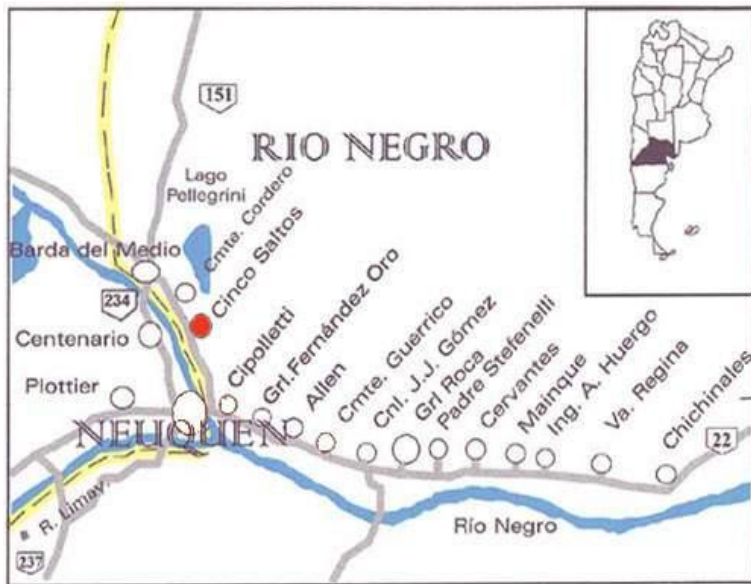 151
RIO NEGRO
Lago
Pellegrini
Cmte. Cordero
Barda del Medio
Cinco Saltos
234
Centenario
Plottier
Cipolletti
Grl. Fernández Oro
Allen
Cmte. Guerrico
Cnl. J.J. Gómez
Grl Roca
Padre Stefenelli
Cervantes
Mainque
Ing. A. Huergo
Va. Regina
Chichinales
NEUQUEN
22
R. Limay.
Río Negro
237